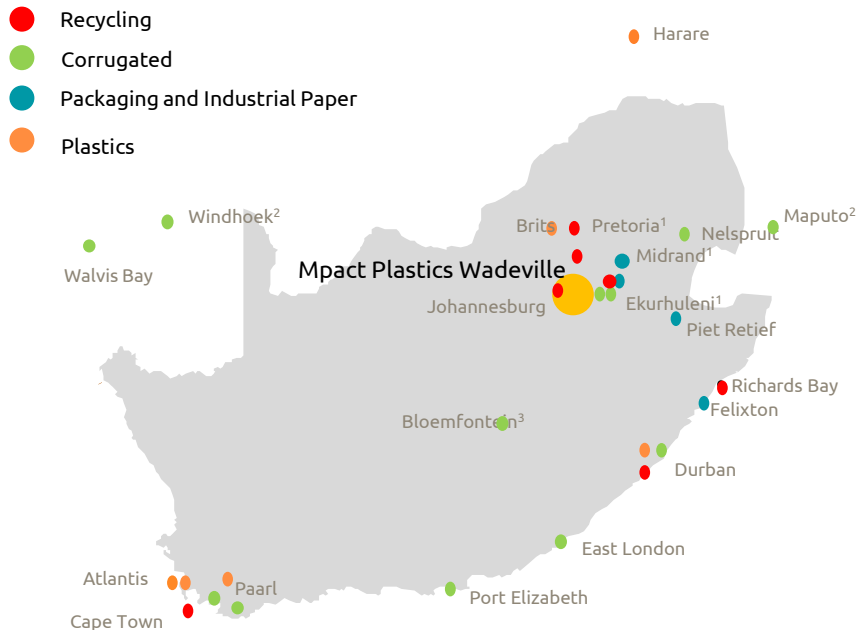 Recycling
Corrugated
Packaging and Industrial Paper
Plastics
Harare
Windhoek²
Walvis Bay
Brits
Pretoria¹
Nelspruit
Maputo²
Midrand¹
Mpact Plastics Wadeville
Johannesburg
Ekurhuleni¹
Piet Retief
Richards Bay
Felixton
Bloemfontein³
Durban
East London
Atlantis
Paarl
Port Elizabeth
Cape Town